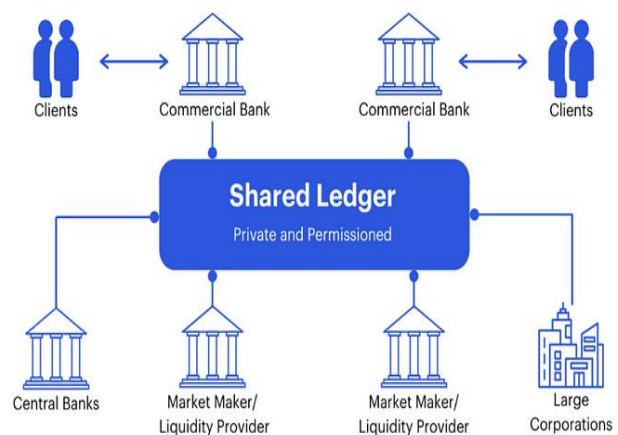 Clients
Commercial Bank
Commercial Bank
Clients
Shared Ledger
Private and Permissioned
Central Banks
Market Maker/
Liquidity Provider
Market Maker/
Liquidity Provider
Large
Corporations